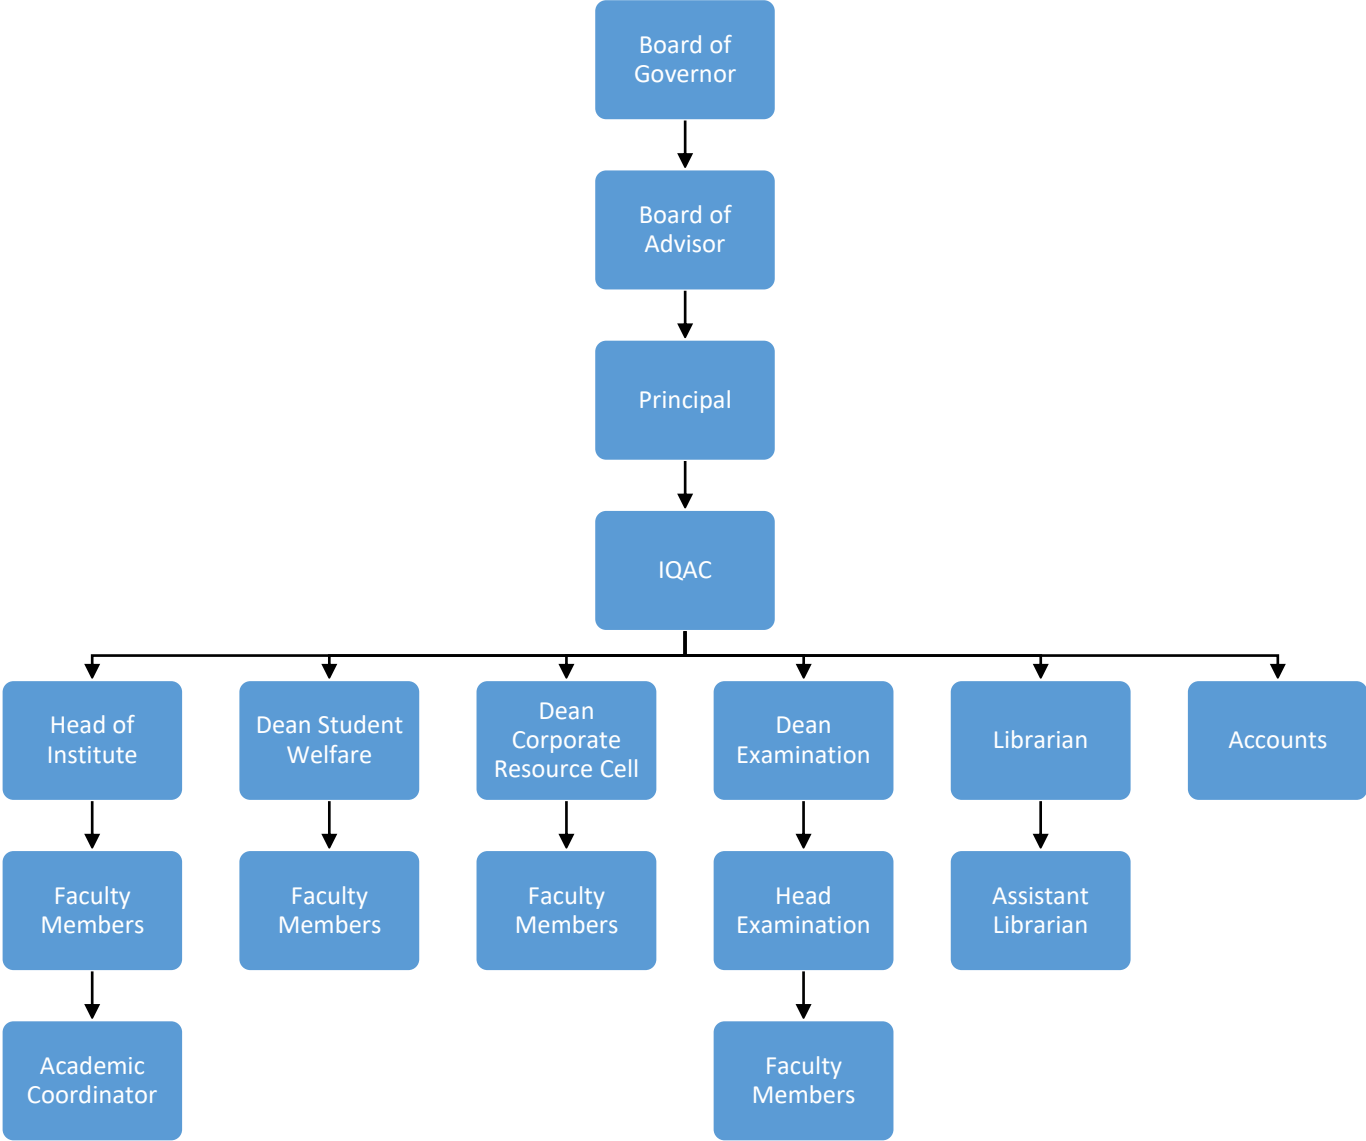 Board of
Governor
Board of
Advisor
Principal
IQAC
Head of
Institute
Dean Student
Welfare
Dean
Corporate
Resource Cell
Dean
Examination
Librarian
Accounts
Faculty
Members
Faculty
Members
Faculty
Members
Head
Examination
Assistant
Librarian
Academic
Coordinator
Faculty
Members